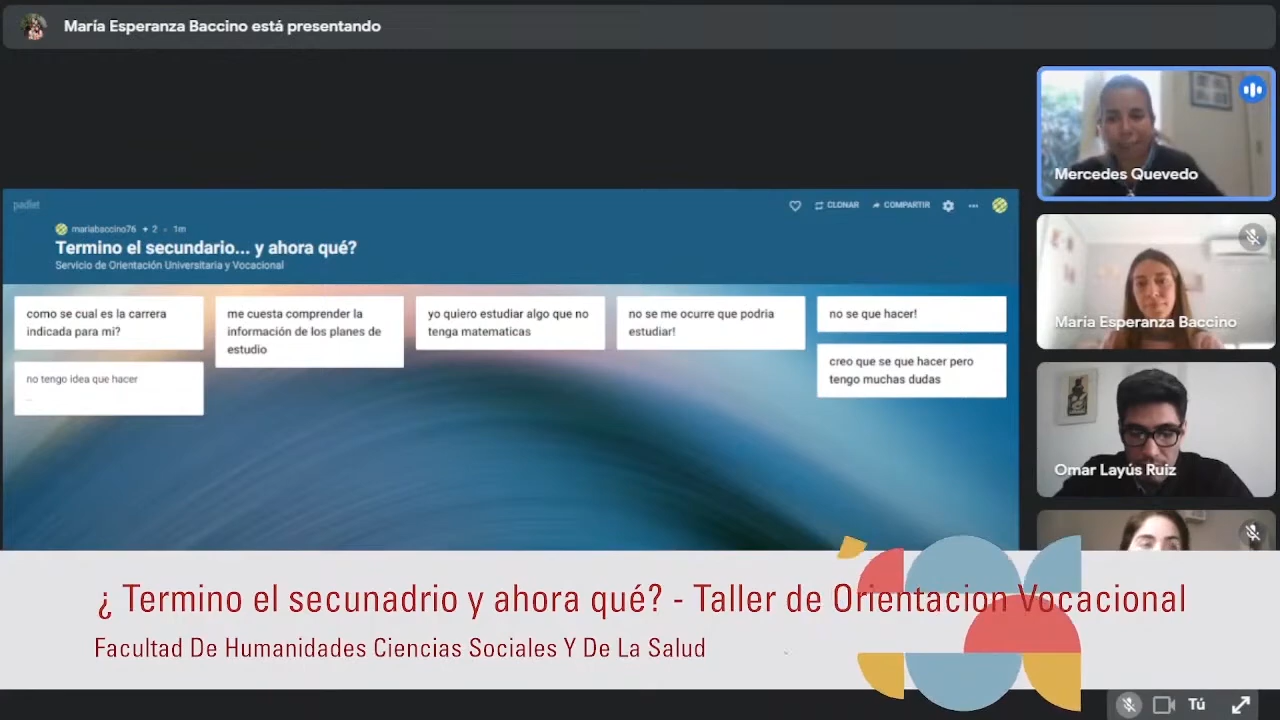 María Esperanza Baccino está presentando
padlet
CLONAR
COMPARTIR
mariabaccino76 + 2 • 1m
Termino el secundario... y ahora qué?
Servicio de Orientación Universitaria y Vocacional
como se cual es la carrera
indicada para mi?
no tengo idea que hacer
me cuesta comprender la
información de los planes de
estudio
yo quiero estudiar algo que no
tenga matematicas
no se me ocurre que podria
estudiar!
no se que hacer!
creo que se que hacer pero
tengo muchas dudas
Mercedes Quevedo
María Esperanza Baccino
Omar Layús Ruiz
¿ Termino el secunadrio y ahora qué? - Taller de Orientacion Vocacional
Facultad De Humanidades Ciencias Sociales Y De La Salud
Tú